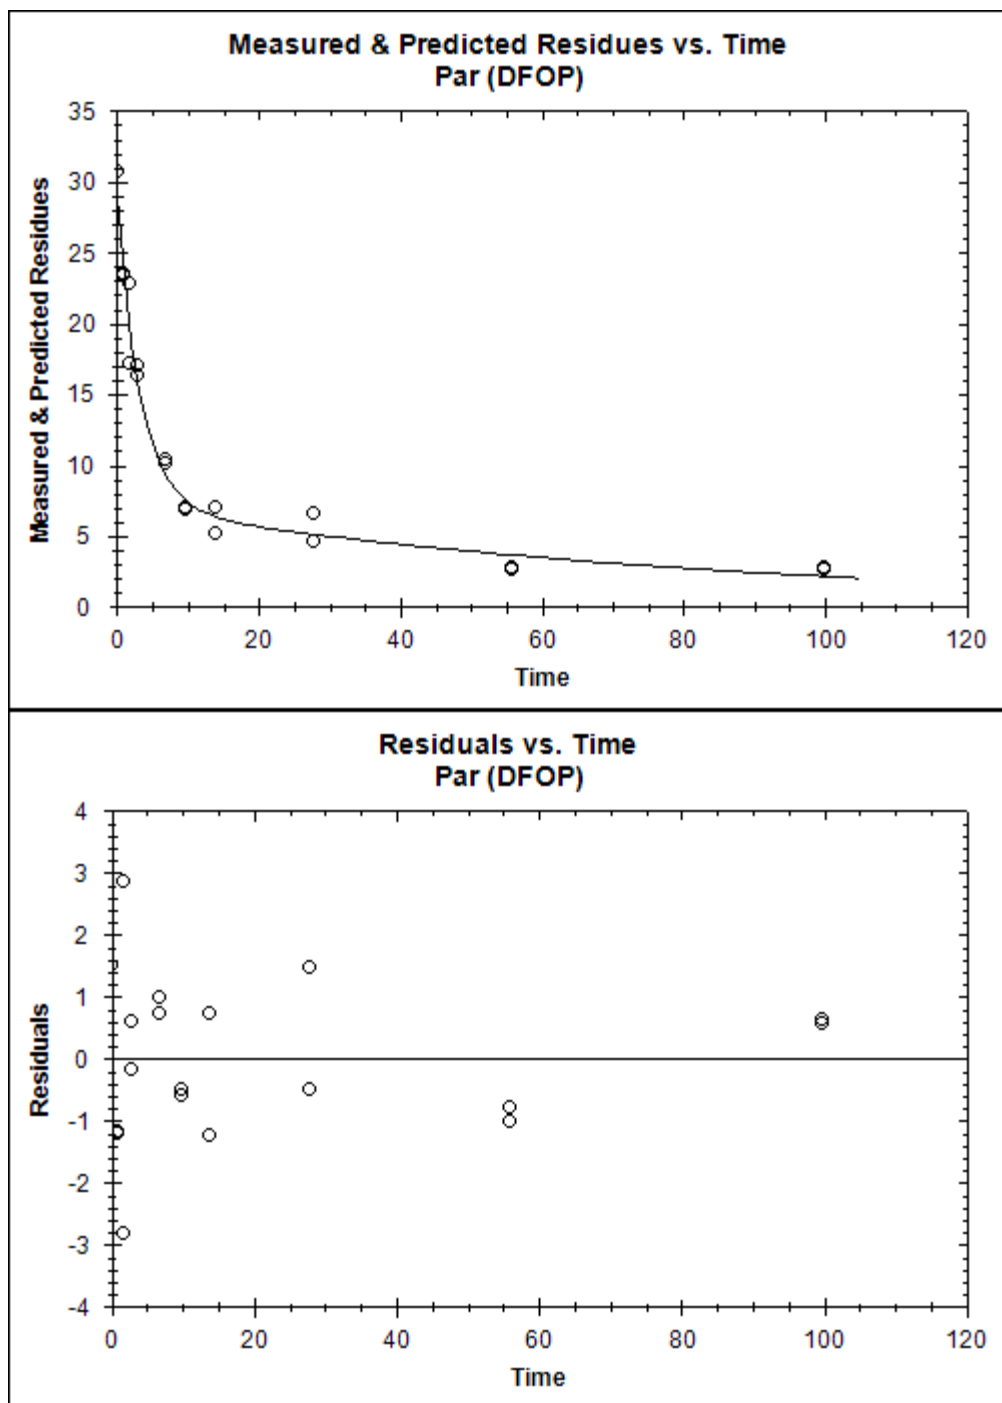 Measured & Predicted Residues vs. Time
Par (DFOP)
Measured & Predicted Residues
35
30
25
20
15
10
5
0
0 20 40 60 80 100 120
Time
Residuals vs. Time
Par (DFOP)
Residuals
4
3
2
1
0
-1
-2
-3
-4
0 20 40 60 80 100 120
Time